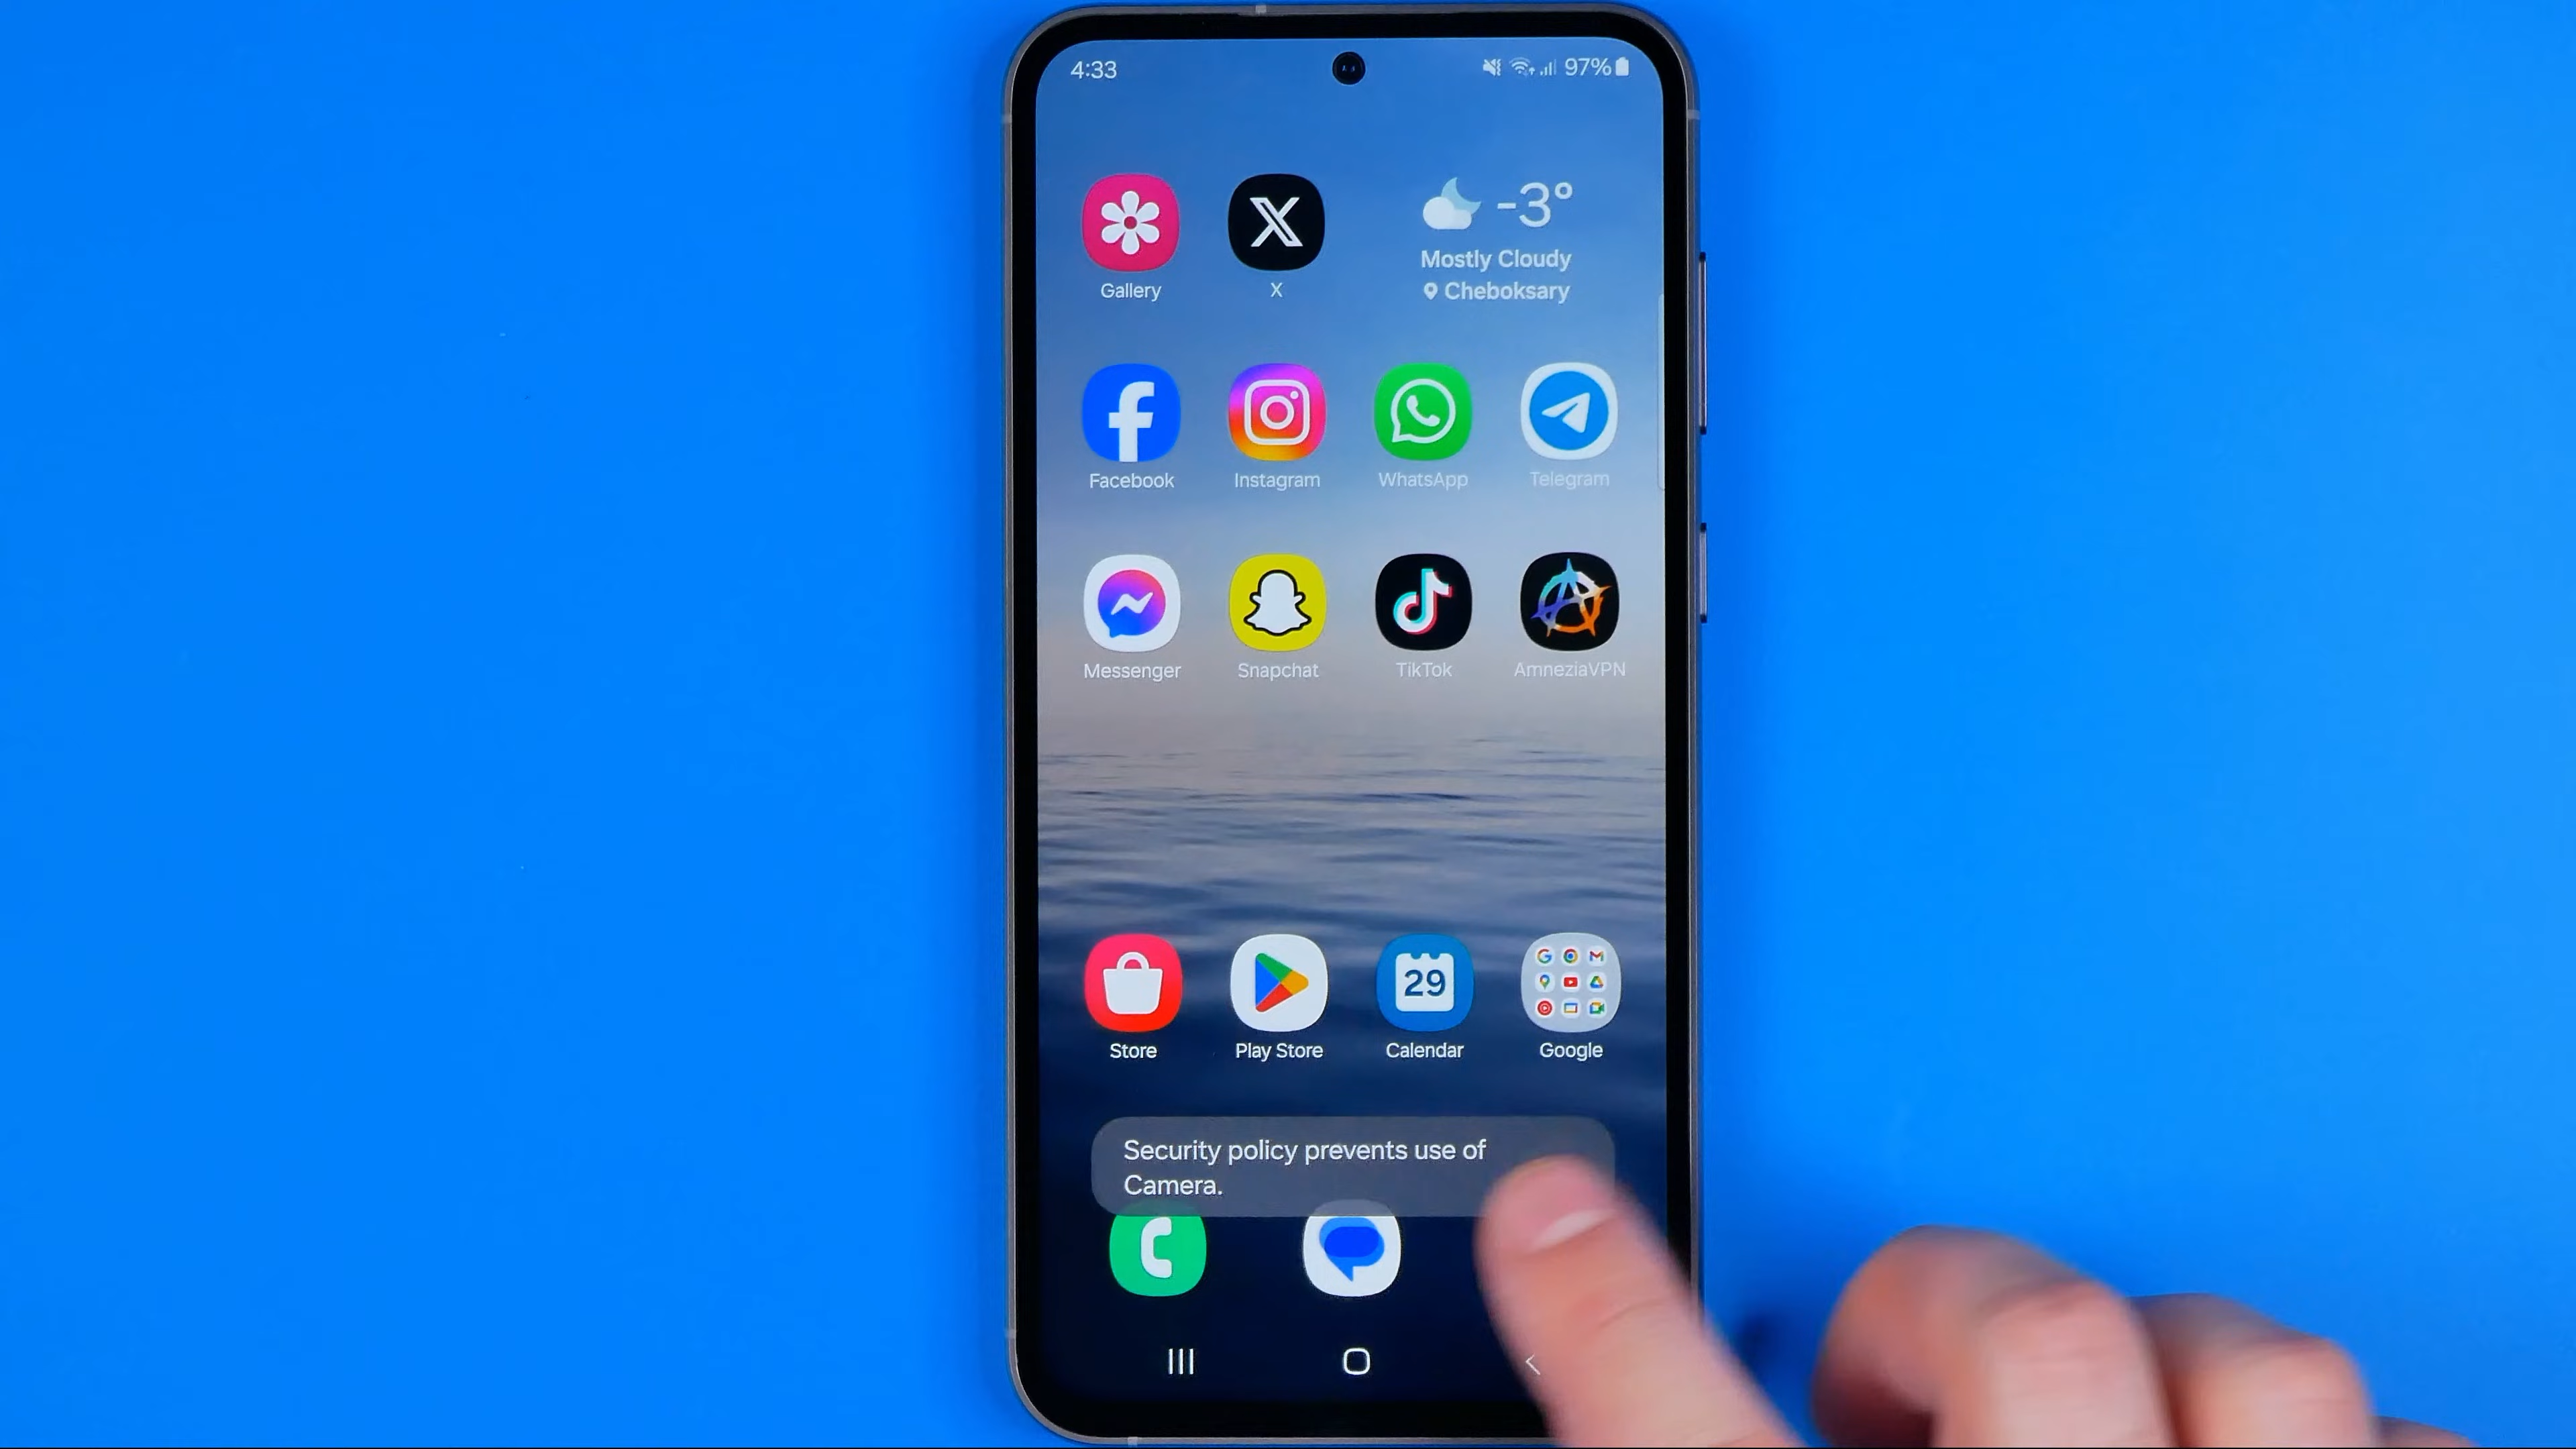 4:33
97%
-3°
Mostly Cloudy
Cheboksary
Gallery
X
Facebook
Instagram
WhatsApp
Telegram
Messenger
Snapchat
TikTok
AmneziaVPN
29
Store
Play Store
Calendar
Google
Security policy prevents use of
Camera.